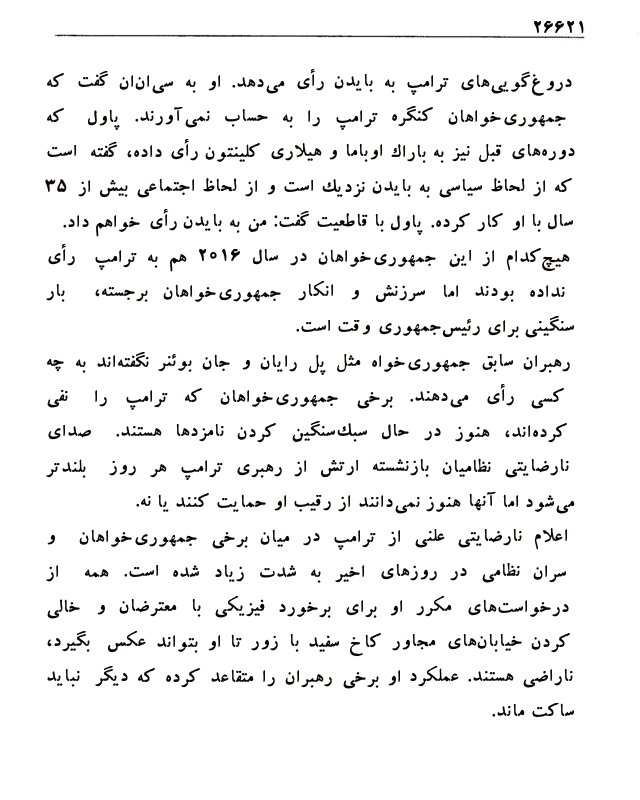 ۲۶۶۲۱
دروغ‌گویی‌های ترامپ به بایدن رأی می‌دهد. او به سی‌ان‌ان گفت که
جمهوری‌خواهان کنگره ترامپ را به حساب نمی‌آورند. پاول که
دوره‌های قبل نیز به باراك اوباما و هیلاری کلینتون رأی داده، گفته است
که از لحاظ سیاسی به بایدن نزدیك است و از لحاظ اجتماعی بیش از ۳۵
سال با او کار کرده. پاول با قاطعیت گفت: من به بایدن رأی خواهم داد.
هیچ‌کدام از این جمهوری‌خواهان در سال ۲۰۱۶ هم به ترامپ رأی
نداده بودند اما سرزنش و انکار جمهوری‌خواهان برجسته، بار
سنگینی برای رئیس‌جمهوری وقت است.
رهبران سابق جمهوری‌خواه مثل پل رایان و جان بوئنر نگفته‌اند به چه
کسی رأی می‌دهند. برخی جمهوری‌خواهان که ترامپ را نفی
کرده‌اند، هنوز در حال سبك‌سنگین کردن نامزدها هستند. صدای
نارضایتی نظامیان بازنشسته ارتش از رهبری ترامپ هر روز بلندتر
می‌شود اما آنها هنوز نمی‌دانند از رقیب او حمایت کنند یا نه.
اعلام نارضایتی علنی از ترامپ در میان برخی جمهوری‌خواهان و
سران نظامی در روزهای اخیر به شدت زیاد شده است. همه از
درخواست‌های مکرر او برای برخورد فیزیکی با معترضان و خالی
کردن خیابان‌های مجاور کاخ سفید با زور تا او بتواند عکس بگیرد،
ناراضی هستند. عملکرد او برخی رهبران را متقاعد کرده که دیگر نباید
ساکت ماند.